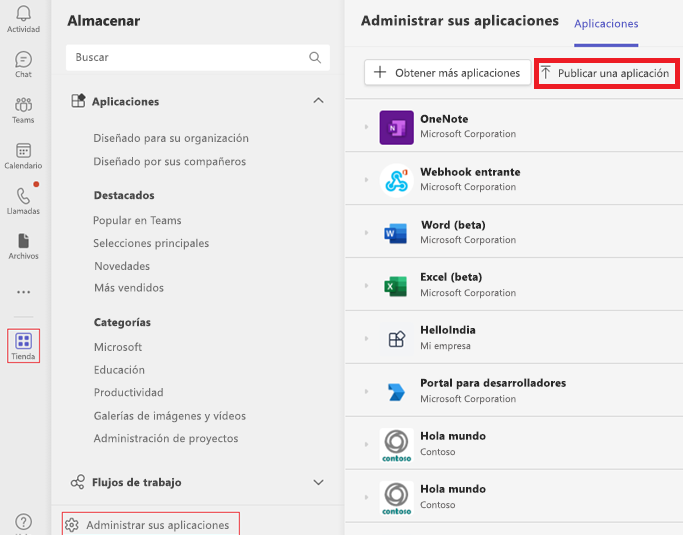 Actividad
Chat
Teams
Calendario
Llamadas
Archivos
Tienda
Almacenar
Buscar
Aplicaciones
Diseñado para su organización
Diseñado por sus compañeros
Destacados
Popular en Teams
Selecciones principales
Novedades
Más vendidos
Categorías
Microsoft
Educación
Productividad
Galerías de imágenes y videos
Administración de proyectos
Flujos de trabajo
Administrar sus aplicaciones
Administrar sus aplicaciones Aplicaciones
Obtener más aplicaciones Publicar una aplicación
OneNote
Microsoft Corporation
Webhook entrante
Microsoft Corporation
Word (beta)
Microsoft Corporation
Excel (beta)
Microsoft Corporation
HelloIndia
Mi empresa
Portal para desarrolladores
Microsoft Corporation
Hola mundo
contoso Contoso
Hola mundo
contoso Contoso